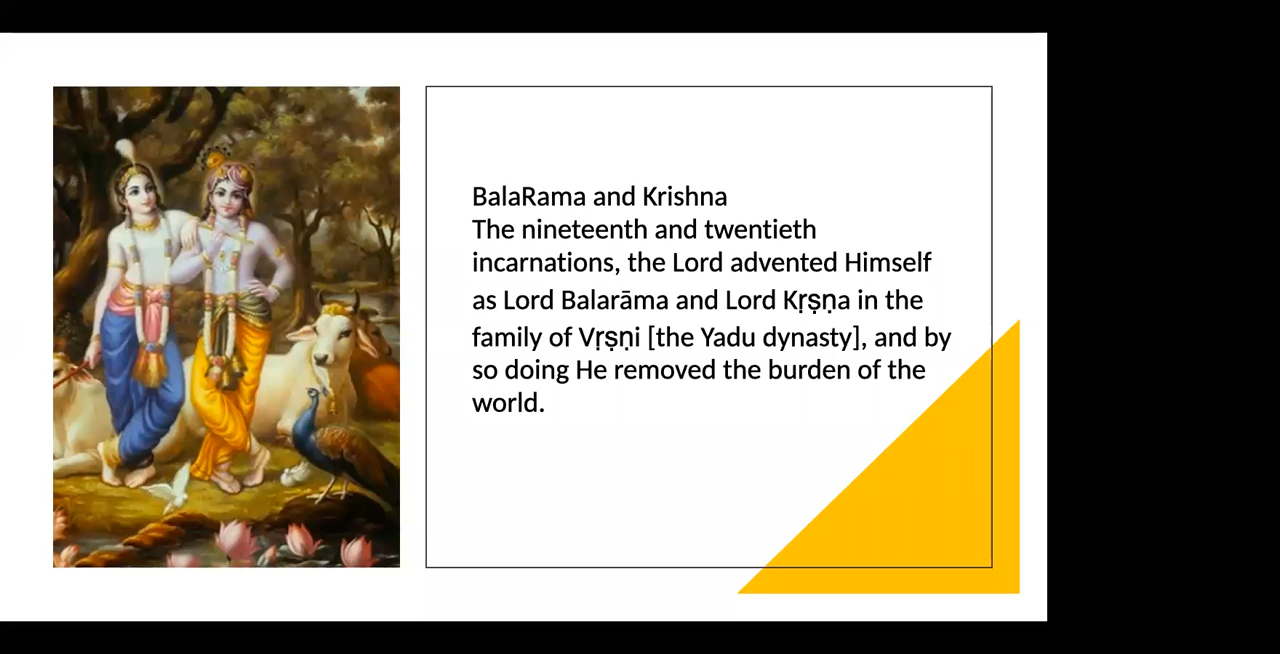 BalaRama and Krishna
The nineteenth and twentieth
incarnations, the Lord advented Himself
as Lord Balarāma and Lord Kṛṣṇa in the
family of Vṛṣṇi [the Yadu dynasty], and by
so doing He removed the burden of the
world.